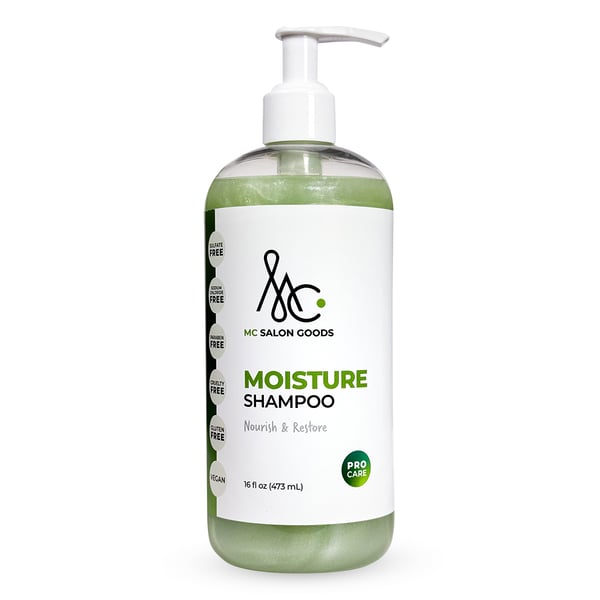 MC
MC SALON GOODS
MOISTURE
SHAMPOO
Nourish & Restore
PRO
CARE
16 fl oz (473 mL)
SULFATE
FREE
SODIUM
CHLORIDE
FREE
PARABEN
FREE
CRUELTY
FREE
GLUTEN
FREE
VEGAN